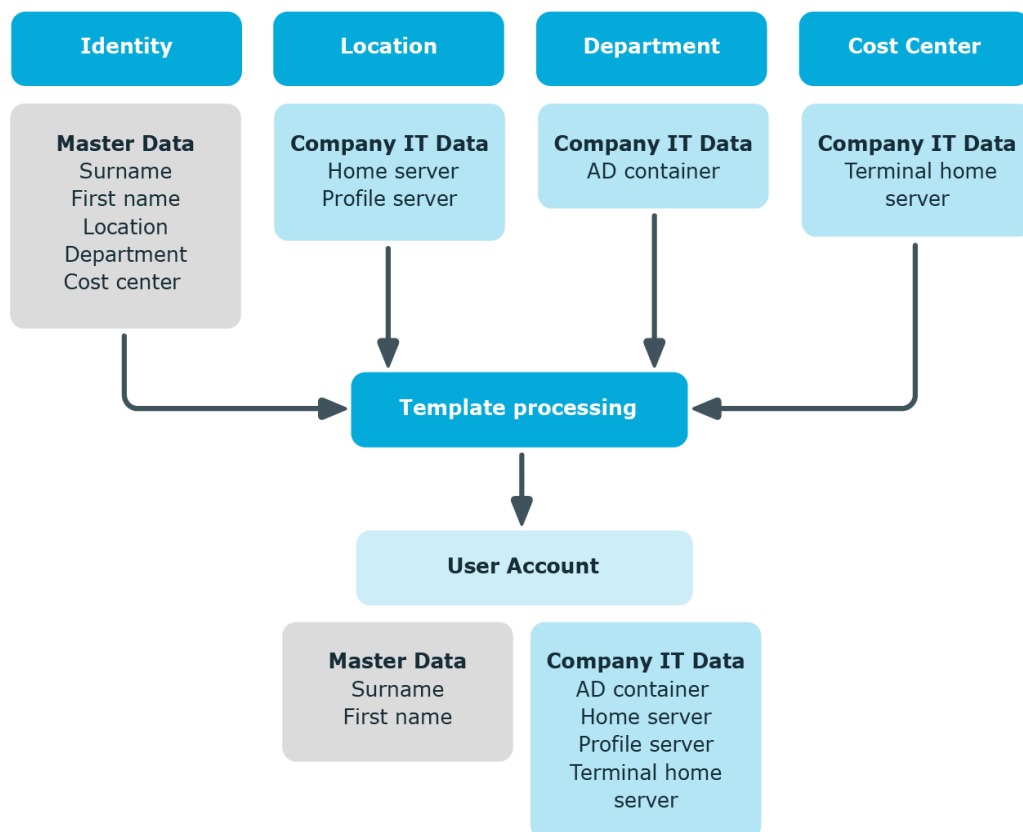 Identity
Location
Department
Cost Center
Master Data
Surname
First name
Location
Department
Cost center
Company IT Data
Home server
Profile server
Company IT Data
AD container
Company IT Data
Terminal home
server
Template processing
User Account
Master Data
Surname
First name
Company IT Data
AD container
Home server
Profile server
Terminal home
server